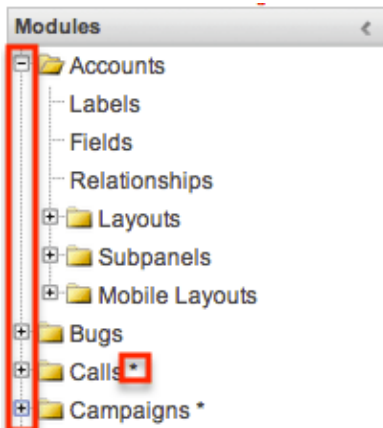 Modules
Accounts
Labels
Fields
Relationships
Layouts
Subpanels
Mobile Layouts
Bugs
Calls *
Campaigns *